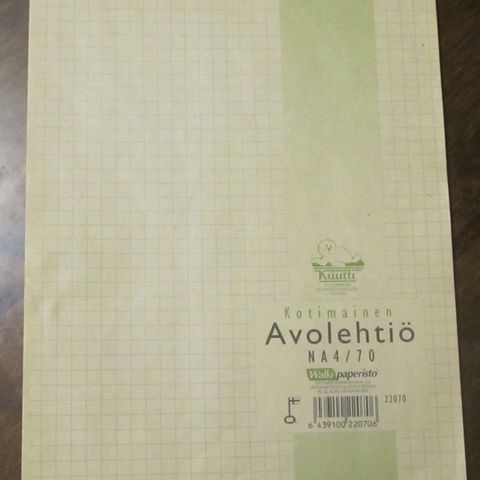 Kuutti
Kotimainen
Avolehtiö
NA4/70
Walki paperisto
22070
6 439100 220706